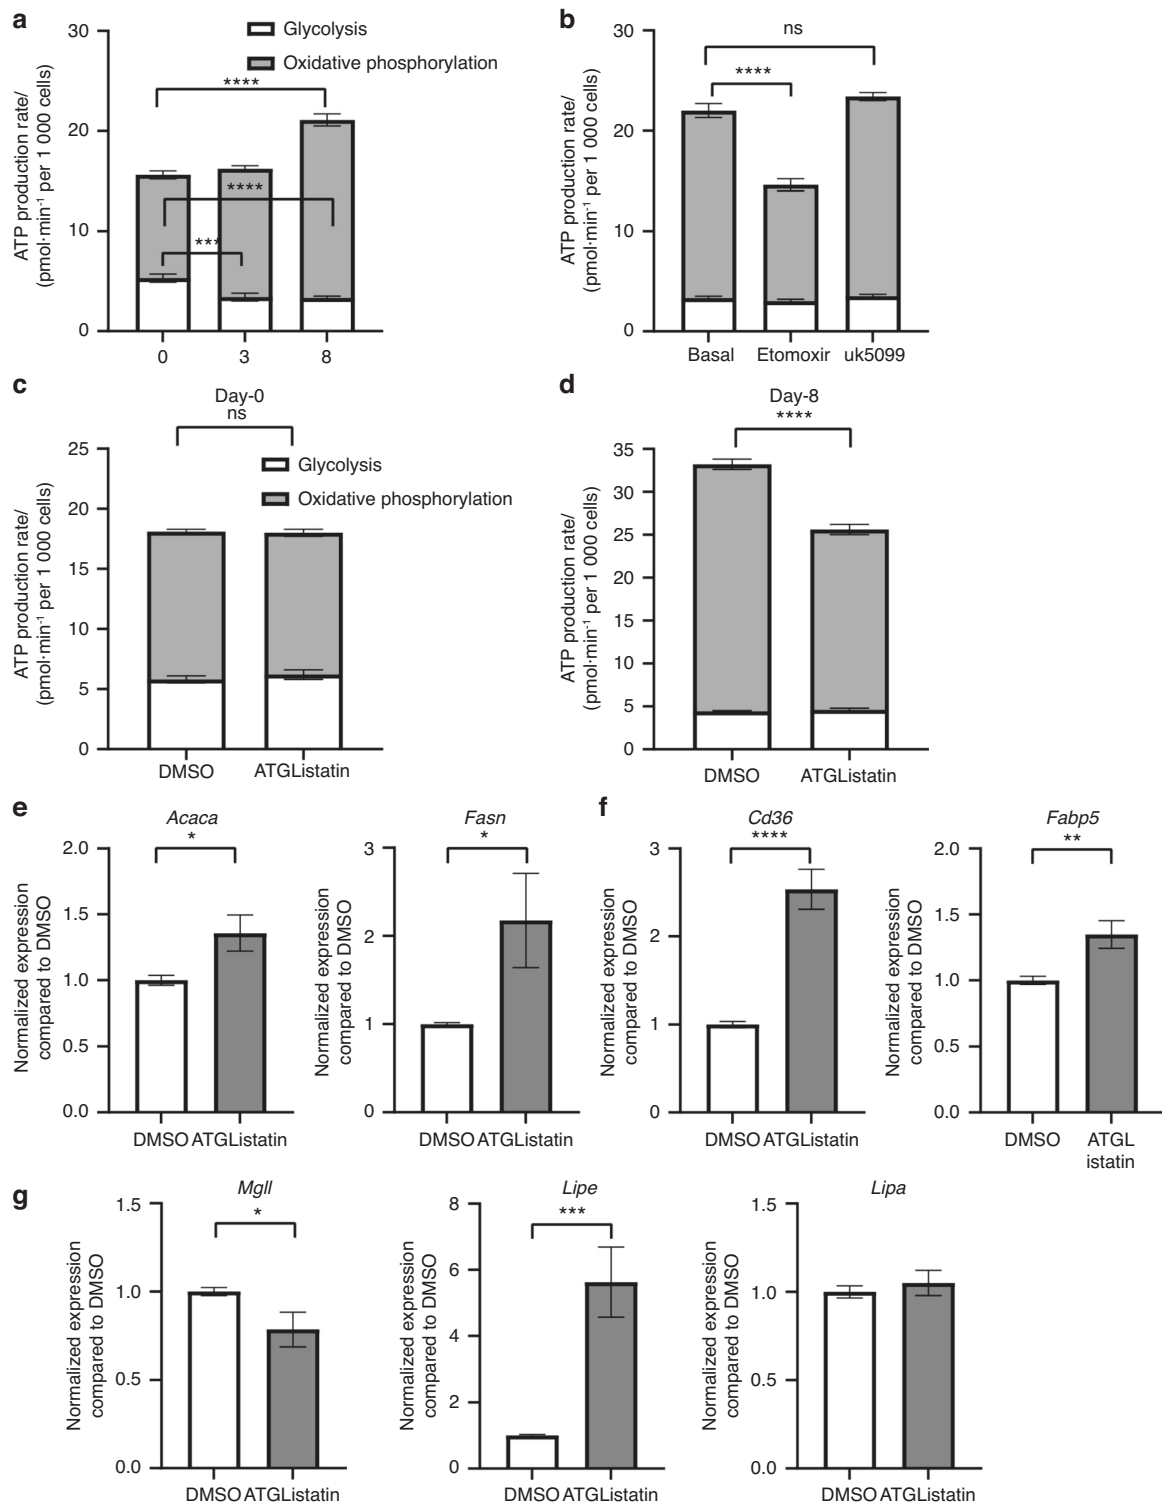 a
30
20
10
0
ATP production rate/
(pmol·min⁻¹ per 1 000 cells)
Glycolysis
Oxidative phosphorylation
****
****
***
0 3 8
b
30
20
10
0
ATP production rate/
(pmol·min⁻¹ per 1 000 cells)
ns
****
Basal Etomoxir uk5099
c
Day-0
ns
25
20
15
10
5
0
ATP production rate/
(pmol·min⁻¹ per 1 000 cells)
Glycolysis
Oxidative phosphorylation
DMSO ATGListatin
d
Day-8
****
35
30
25
20
15
10
5
0
ATP production rate/
(pmol·min⁻¹ per 1 000 cells)
DMSO ATGListatin
e
Acaca
*
2.0
1.5
1.0
0.5
0.0
Normalized expression
compared to DMSO
DMSO ATGListatin
Fasn
*
3
2
1
0
Normalized expression
compared to DMSO
DMSO ATGListatin
f
Cd36
****
3
2
1
0
Normalized expression
compared to DMSO
DMSO ATGListatin
Fabp5
**
2.0
1.5
1.0
0.5
0.0
Normalized expression
compared to DMSO
DMSO ATGL
istatin
g
Mgll
*
1.5
1.0
0.5
0.0
Normalized expression
compared to DMSO
DMSO ATGListatin
Lipe
***
8
6
4
2
0
Normalized expression
compared to DMSO
DMSO ATGListatin
Lipa
1.5
1.0
0.5
0.0
Normalized expression
compared to DMSO
DMSO ATGListatin